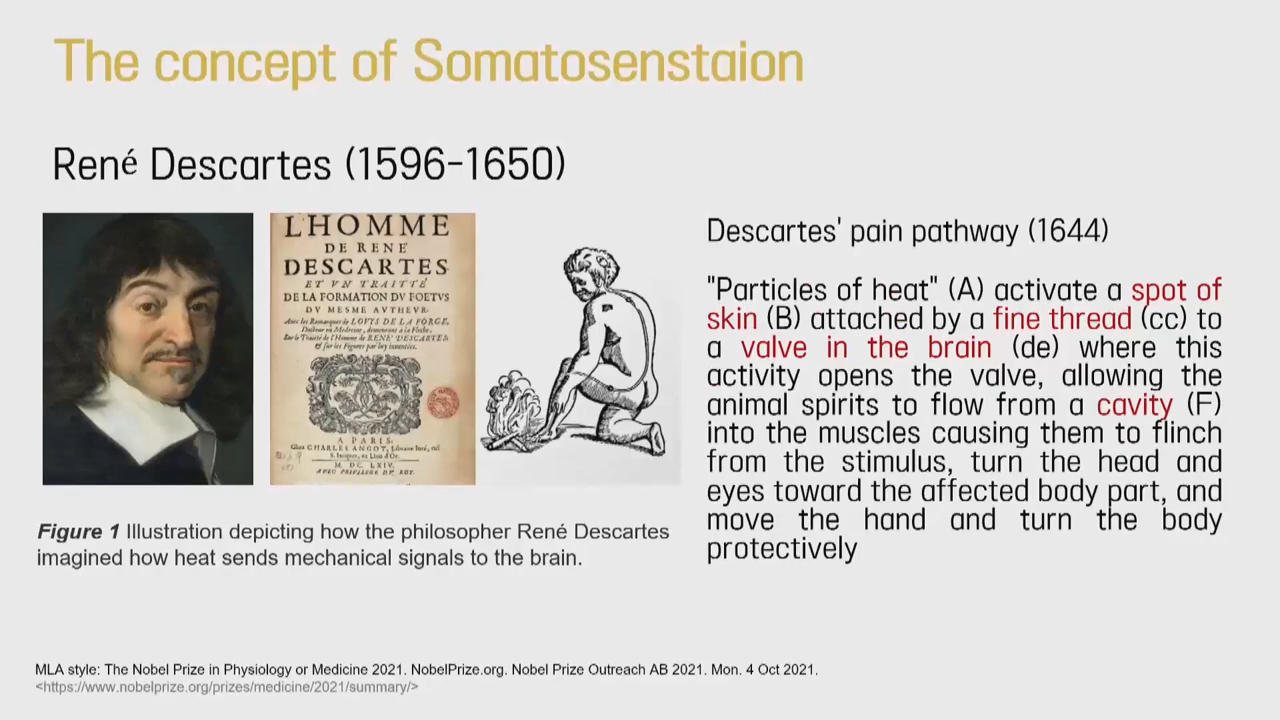 The concept of Somatosenstaion
René Descartes (1596-1650)
L'HOMME
DE RENE
DESCARTES
ET VN TRAITTÉ
DE LA FORMATION DV FOETVS
DV MESME AVTHEVR.
Avec les Remarques de LOVYS DE LA FORGE,
Docteur en Medecine, demeurant à la Fleche,
Sur le Traitté de l'Homme de RENE' DESCARTES
& sur les Figures par luy inventées.
A PARIS,
Chez CHARLES ANGOT, Libraire Juré, ruë
S. Jacques, au Lion d'Or.
M. DC. LXIV.
AVEC PRIVILEGE DV ROY.
Descartes' pain pathway (1644)
"Particles of heat" (A) activate a spot of
skin (B) attached by a fine thread (cc) to
a valve in the brain (de) where this
activity opens the valve, allowing the
animal spirits to flow from a cavity (F)
into the muscles causing them to flinch
from the stimulus, turn the head and
eyes toward the affected body part, and
move the hand and turn the body
protectively
Figure 1 Illustration depicting how the philosopher René Descartes
imagined how heat sends mechanical signals to the brain.
MLA style: The Nobel Prize in Physiology or Medicine 2021. NobelPrize.org. Nobel Prize Outreach AB 2021. Mon. 4 Oct 2021.
<https://www.nobelprize.org/prizes/medicine/2021/summary/>